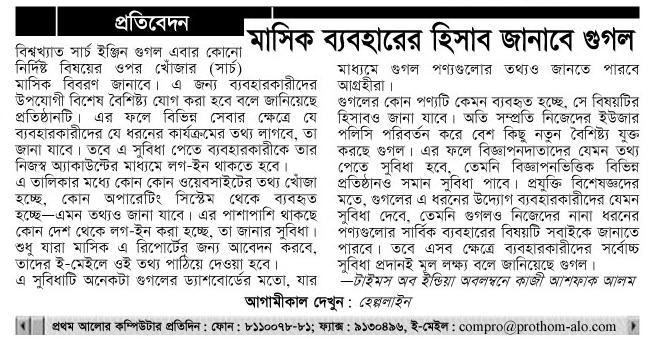 প্রতিবেদন
মাসিক ব্যবহারের হিসাব জানাবে গুগল
বিশ্বখ্যাত সার্চ ইঞ্জিন গুগল এবার কোনো
নির্দিষ্ট বিষয়ের ওপর খোঁজার (সার্চ)
মাসিক বিবরণ জানাবে। এ জন্য ব্যবহারকারীদের
উপযোগী বিশেষ বৈশিষ্ট্য যোগ করা হবে বলে জানিয়েছে
প্রতিষ্ঠানটি। এর ফলে বিভিন্ন সেবার ক্ষেত্রে যে
ব্যবহারকারীদের যে ধরনের কার্যক্রমের তথ্য লাগবে, তা
জানা যাবে। তবে এ সুবিধা পেতে ব্যবহারকারীকে তার
নিজস্ব অ্যাকাউন্টের মাধ্যমে লগ-ইন থাকতে হবে।
এ তালিকার মধ্যে কোন কোন ওয়েবসাইটের তথ্য খোঁজা
হচ্ছে, কোন অপারেটিং সিস্টেম থেকে ব্যবহৃত
হচ্ছে—এমন তথ্যও জানা যাবে। এর পাশাপাশি থাকছে
কোন দেশ থেকে লগ-ইন করা হচ্ছে, তা জানার সুবিধা।
শুধু যারা মাসিক এ রিপোর্টের জন্য আবেদন করবে,
তাদের ই-মেইলে ওই তথ্য পাঠিয়ে দেওয়া হবে।
এ সুবিধাটি অনেকটা গুগলের ড্যাশবোর্ডের মতো, যার
মাধ্যমে গুগল পণ্যগুলোর তথ্যও জানতে পারবে
আগ্রহীরা।
গুগলের কোন পণ্যটি কেমন ব্যবহৃত হচ্ছে, সে বিষয়টির
হিসাবও জানা যাবে। অতি সম্প্রতি নিজেদের ইউজার
পলিসি পরিবর্তন করে বেশ কিছু নতুন বৈশিষ্ট্য যুক্ত
করছে গুগল। এর ফলে বিজ্ঞাপনদাতাদের যেমন তথ্য
পেতে সুবিধা হবে, তেমনি বিজ্ঞাপনভিত্তিক বিভিন্ন
প্রতিষ্ঠানও সমান সুবিধা পাবে। প্রযুক্তি বিশেষজ্ঞদের
মতে, গুগলের এ ধরনের উদ্যোগ ব্যবহারকারীদের যেমন
সুবিধা দেবে, তেমনি গুগলও নিজেদের নানা ধরনের
পণ্যগুলোর সার্বিক ব্যবহারের বিষয়টি সবাইকে জানাতে
পারবে। তবে এসব ক্ষেত্রে ব্যবহারকারীদের সর্বোচ্চ
সুবিধা প্রদানই মূল লক্ষ্য বলে জানিয়েছে গুগল।
—টাইমস অব ইন্ডিয়া অবলম্বনে কাজী আশফাক আলম
আগামীকাল দেখুন : হেল্পলাইন
প্রথম আলোর কম্পিউটার প্রতিদিন : ফোন : ৮১১০০৭৮-৮১; ফ্যাক্স : ৯১৩০৪৯৬, ই-মেইল : compro@prothom-alo.com